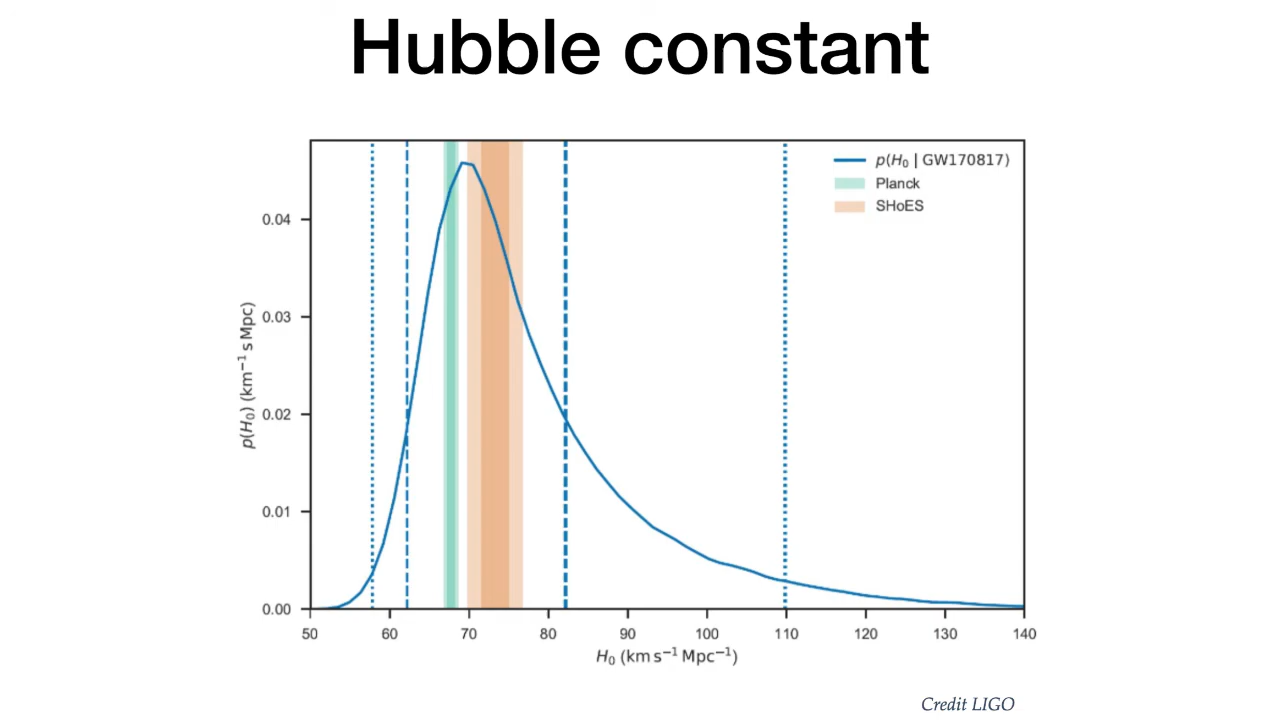 Hubble constant
p(H₀ | GW170817)
Planck
SHoES
0.04
0.03
0.02
0.01
0.00
p(H₀) (km⁻¹ s Mpc)
50 60 70 80 90 100 110 120 130 140
H₀ (km s⁻¹ Mpc⁻¹)
Credit LIGO